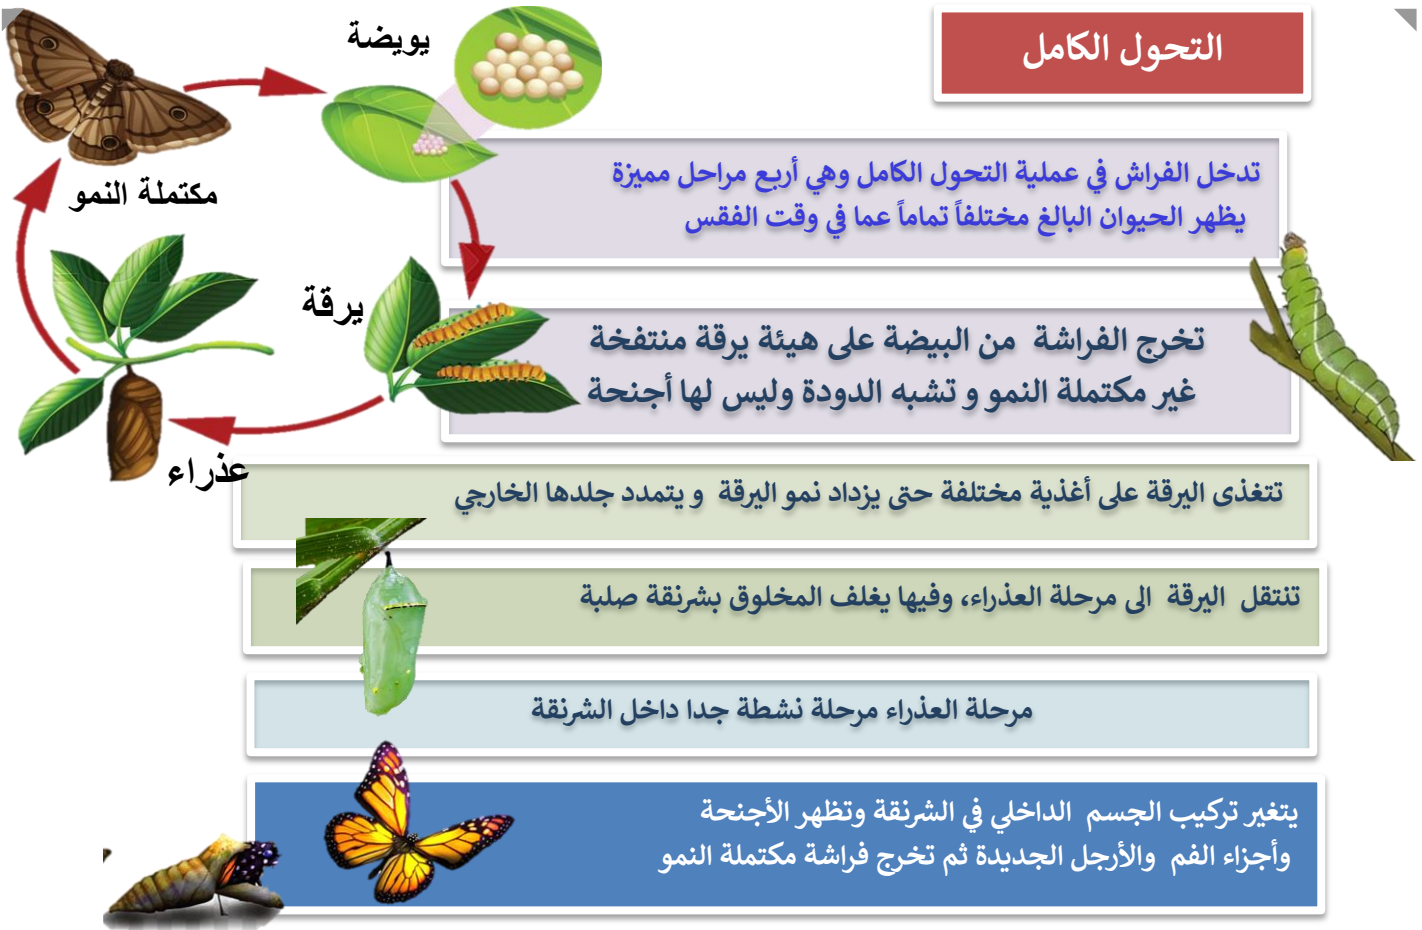 التحول الكامل
يويضة
مكتملة النمو
يرقة
عذراء
تدخل الفراش في عملية التحول الكامل وهي أربع مراحل مميزة
يظهر الحيوان البالغ مختلفاً تماماً عما في وقت الفقس
تخرج الفراشة من البيضة على هيئة يرقة منتفخة
غير مكتملة النمو و تشبه الدودة وليس لها أجنحة
تتغذى اليرقة على أغذية مختلفة حتى يزداد نمو اليرقة و يتمدد جلدها الخارجي
تنتقل اليرقة الى مرحلة العذراء، وفيها يغلف المخلوق بشرنقة صلبة
مرحلة العذراء مرحلة نشطة جدا داخل الشرنقة
يتغير تركيب الجسم الداخلي في الشرنقة وتظهر الأجنحة
وأجزاء الفم والأرجل الجديدة ثم تخرج فراشة مكتملة النمو